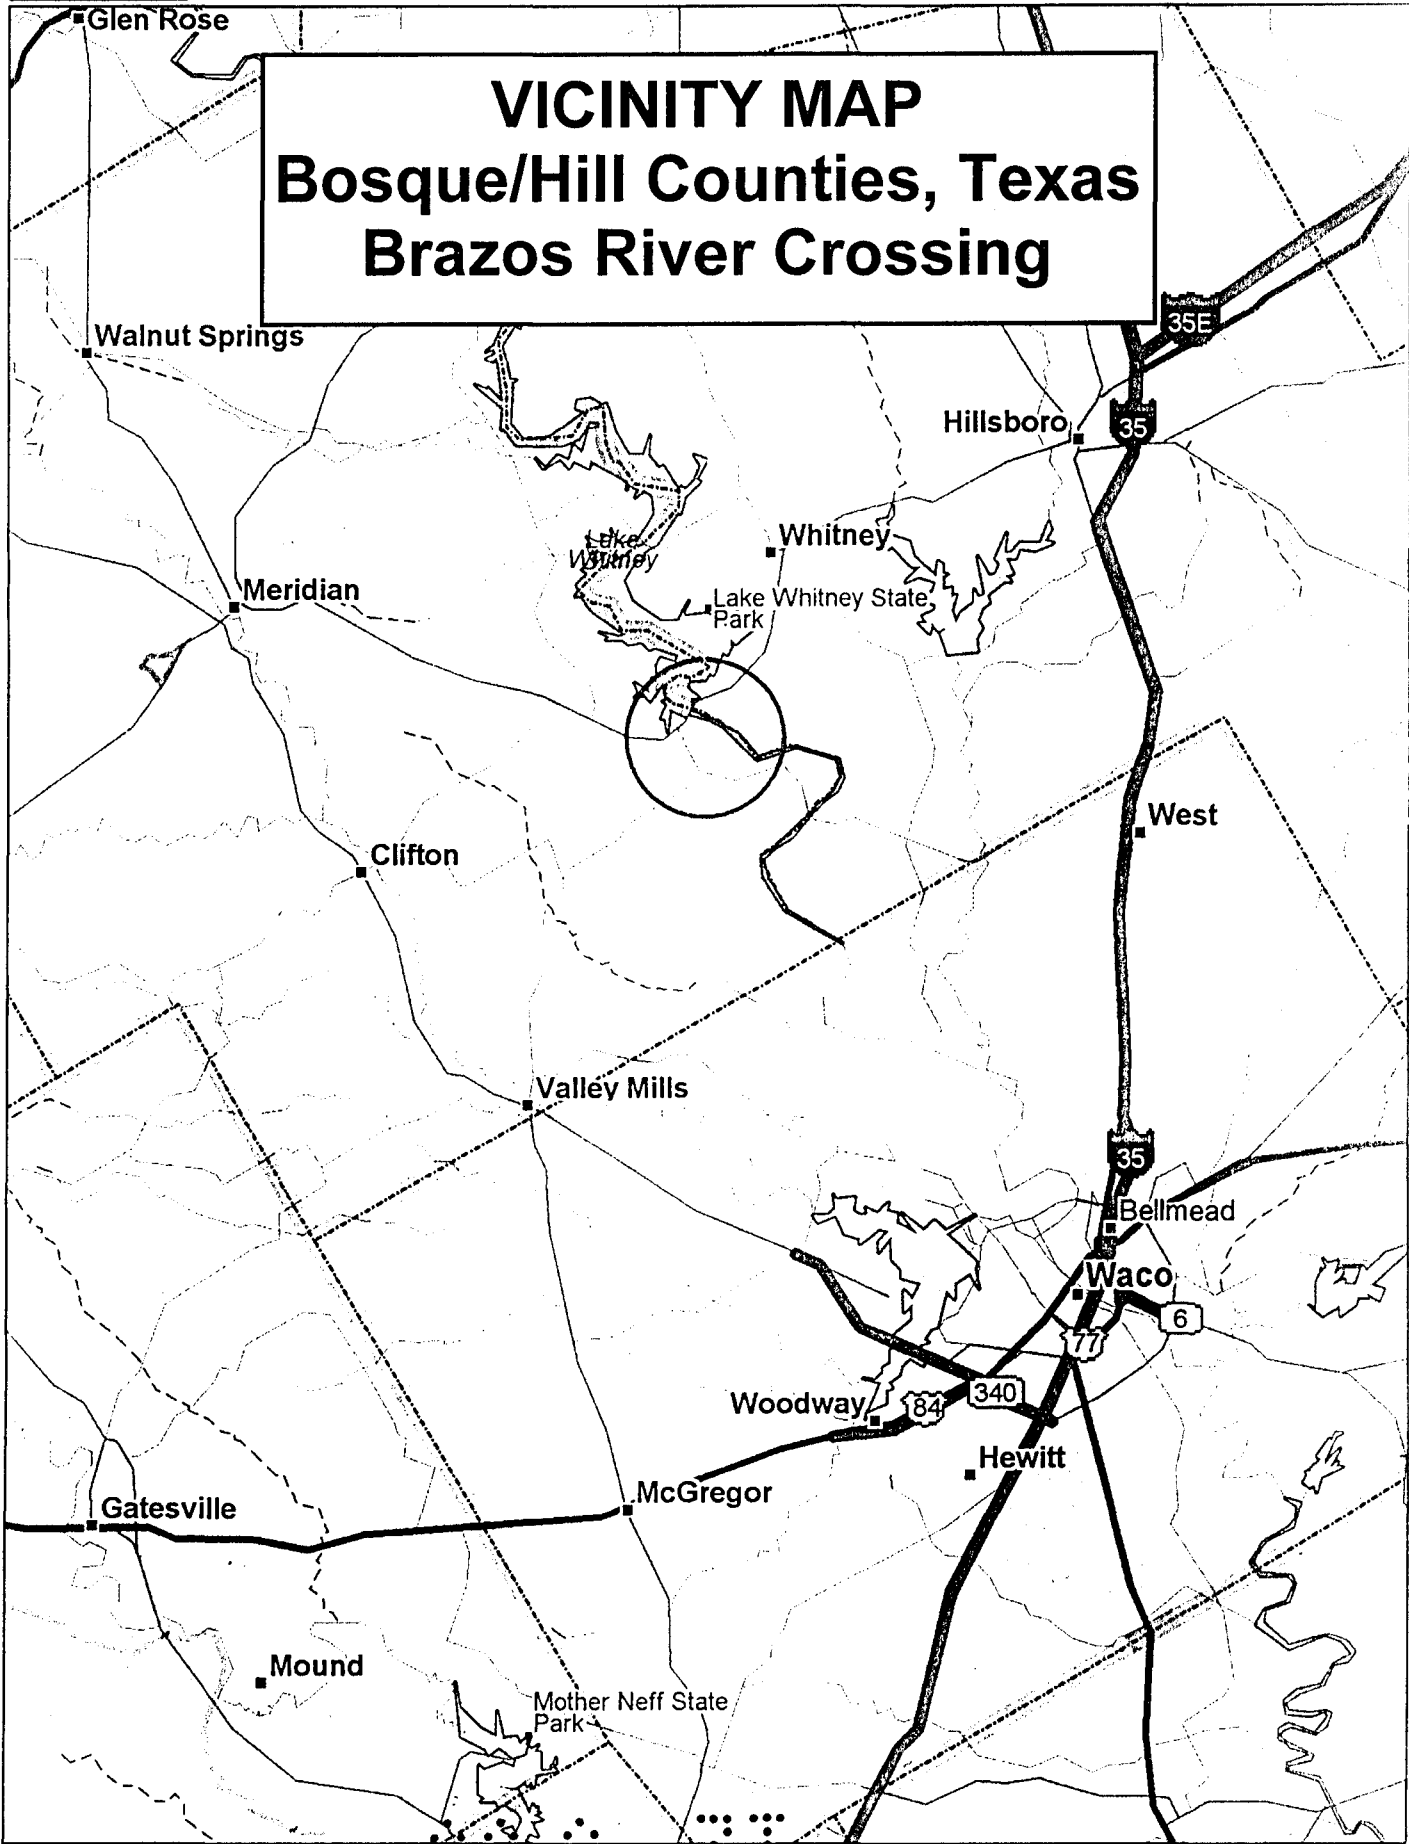 Glen Rose
VICINITY MAP
Bosque/Hill Counties, Texas
Brazos River Crossing
35E
Walnut Springs
Hillsboro
35
Whitney
Lake
Whitney
Meridian
Lake Whitney State
Park
West
Clifton
Valley Mills
35
Bellmead
Waco
6
77
340
84
Woodway
Hewitt
McGregor
Gatesville
Mound
Mother Neff State
Park